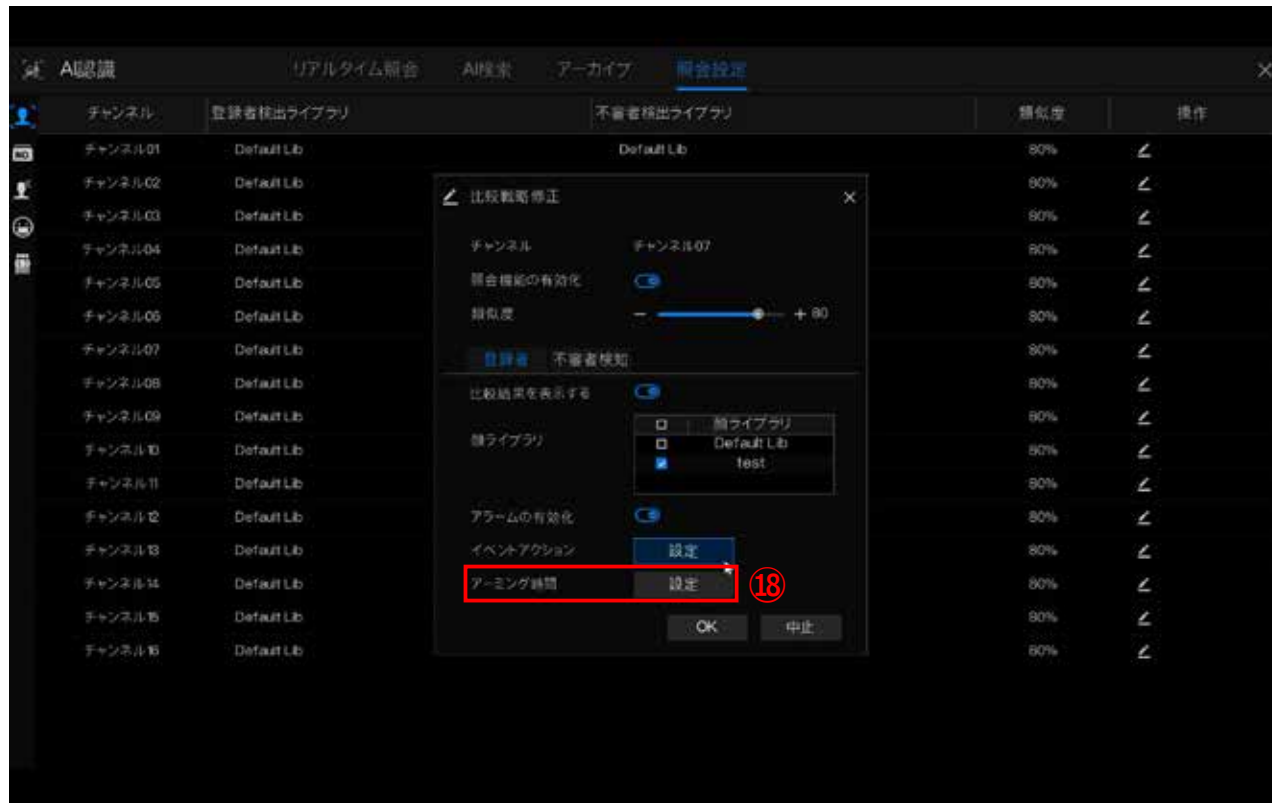 AI認識 リアルタイム照会 AI検索 アーカイブ 照会設定
チャンネル 登録者検出ライブラリ 不審者検出ライブラリ 類似度 操作
チャンネル01 Default Lib Default Lib 80%
チャンネル02 Default Lib 80%
チャンネル03 Default Lib 80%
チャンネル04 Default Lib 80%
チャンネル05 Default Lib 80%
チャンネル06 Default Lib 80%
チャンネル07 Default Lib 80%
チャンネル08 Default Lib 80%
チャンネル09 Default Lib 80%
チャンネル10 Default Lib 80%
チャンネル11 Default Lib 80%
チャンネル12 Default Lib 80%
チャンネル13 Default Lib 80%
チャンネル14 Default Lib 80%
チャンネル15 Default Lib 80%
チャンネル16 Default Lib 80%
比較戦略修正
チャンネル チャンネル07
照会機能の有効化
類似度 − + 80
登録者 不審者検知
比較結果を表示する
顔ライブラリ
顔ライブラリ
Default Lib
test
アラームの有効化
イベントアクション 設定
アーミング時間 設定 ⑱
OK 中止